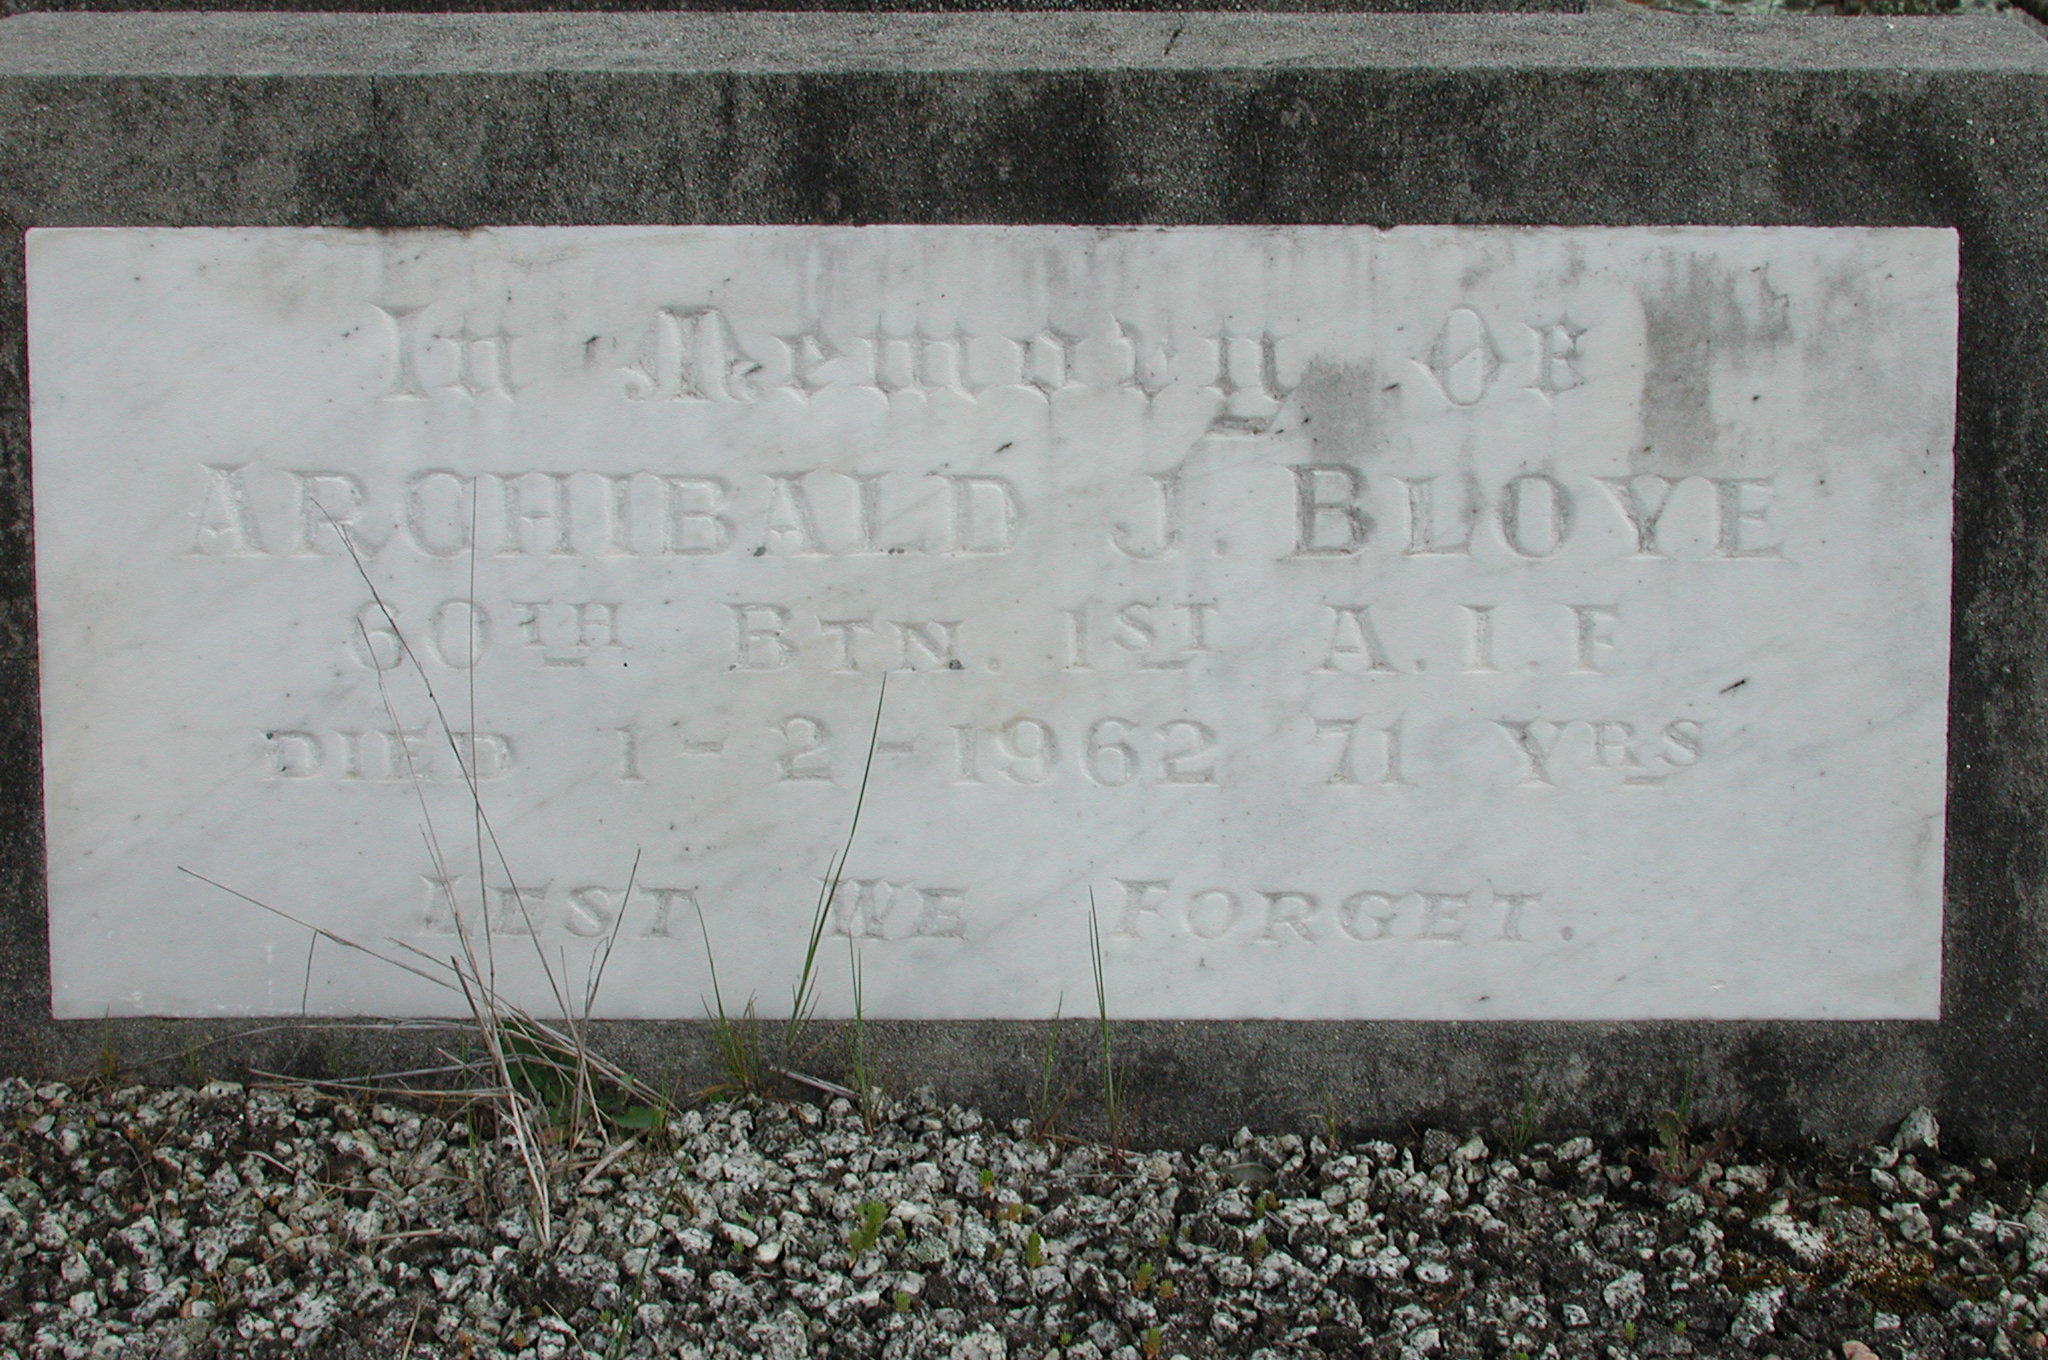 In Memory Of
ARCHIBALD J. BLOYE
60TH BTN. 1ST A.I.F
DIED 1-2-1962 71 YRS
LEST WE FORGET.